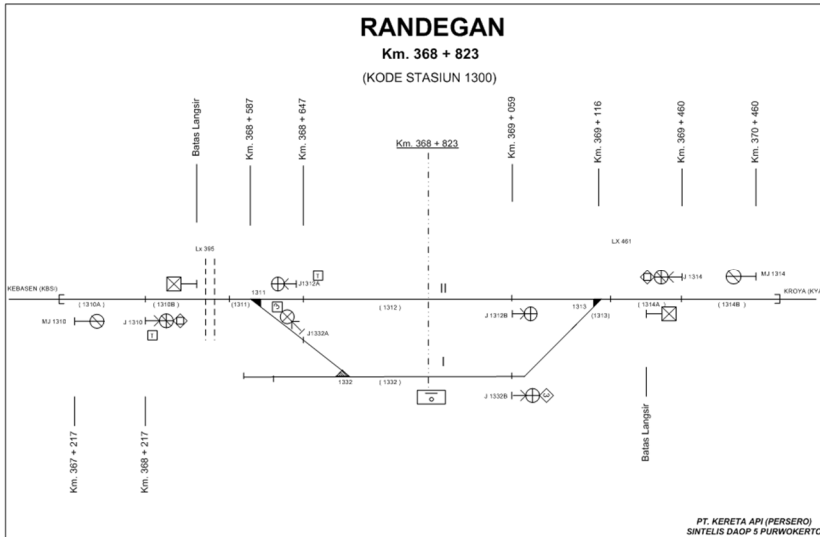 RANDEGAN
Km. 368 + 823
(KODE STASIUN 1300)
Batas Langsir
Km. 368 + 587
Km. 368 + 647
Km. 368 + 823
Km. 369 + 059
Km. 369 + 116
Km. 369 + 460
Km. 370 + 460
Lx 395
LX 461
KEBASEN (KBS)
( 1310A )
( 1310B )
(1311)
1311
J1312A
( 1312 )
II
1313
(1313)
J 1314
( 1314A )
MJ 1314
( 1314B )
KROYA (KYA
MJ 1310
J 1310
J1332A
J 1312B
I
1332
( 1332 )
J 1332B
3
Km. 367 + 217
Km. 368 + 217
Batas Langsir
PT. KERETA API (PERSERO)
SINTELIS DAOP 5 PURWOKERTO